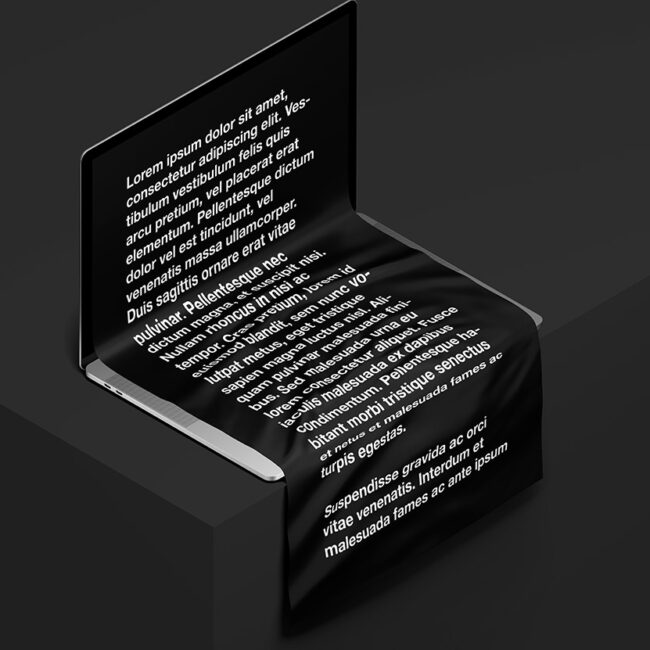 Lorem ipsum dolor sit amet,
consectetur adipiscing elit. Ves-
tibulum vestibulum felis quis
arcu pretium, vel placerat erat
elementum. Pellentesque dictum
dolor vel est tincidunt, vel
venenatis massa ullamcorper.
Duis sagittis ornare erat vitae
pulvinar. Pellentesque nec
dictum magna, et suscipit nisi.
Nullam rhoncus in nisi ac
tempor. Cras pretium, lorem id
euismod blandit, sem nunc vo-
lutpat metus, eget tristique
sapien magna luctus nisl. Ali-
quam pulvinar malesuada fini-
bus. Sed malesuada urna eu
lorem consectetur aliquet. Fusce
iaculis malesuada ex dapibus
condimentum. Pellentesque ha-
bitant morbi tristique senectus
et netus et malesuada fames ac
turpis egestas.
Suspendisse gravida ac orci
vitae venenatis. Interdum et
malesuada fames ac ante ipsum